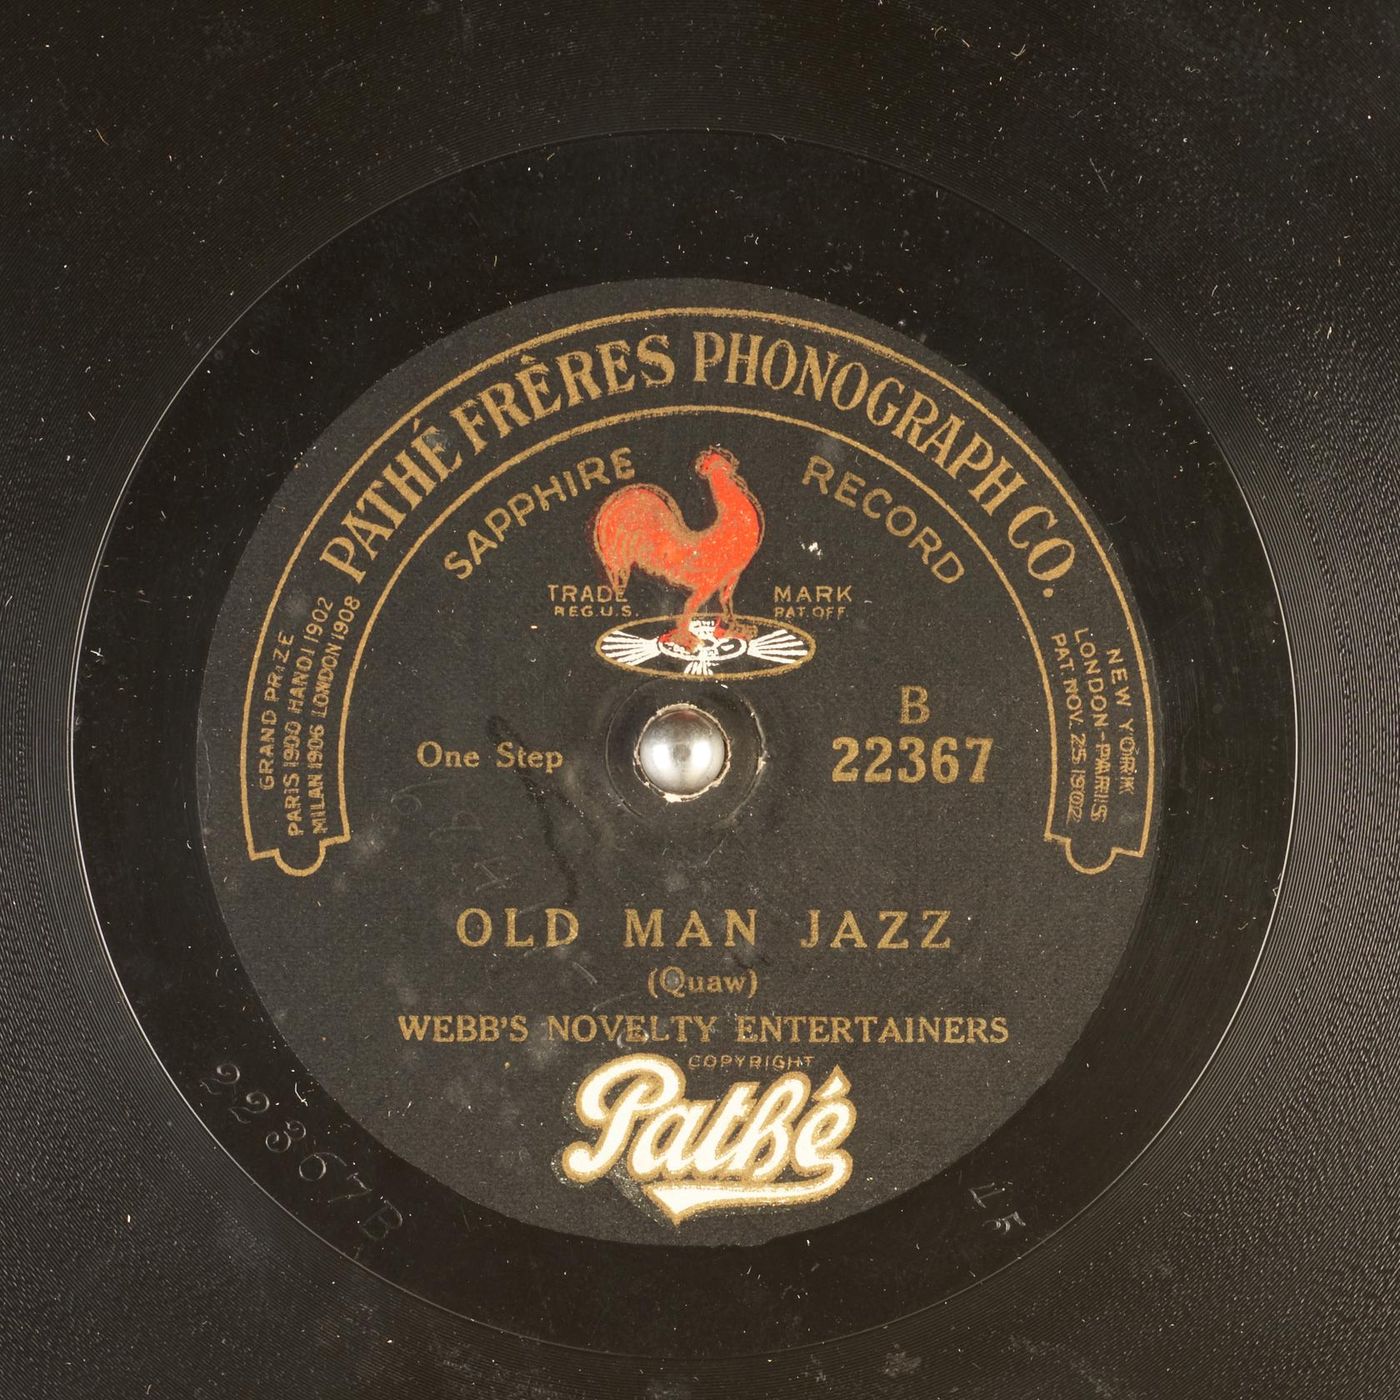 PATHÉ FRÈRES PHONOGRAPH CO.
GRAND PRIZE
PARIS 1900 HANOI 1902
MILAN 1906 LONDON 1908
NEW YORK
LONDON-PARIS
PAT. NOV. 25 1902
SAPPHIRE RECORD
TRADE MARK
REG U.S. PAT OFF
B
One Step 22367
OLD MAN JAZZ
(Quaw)
WEBB'S NOVELTY ENTERTAINERS
COPYRIGHT
Pathé
22367B